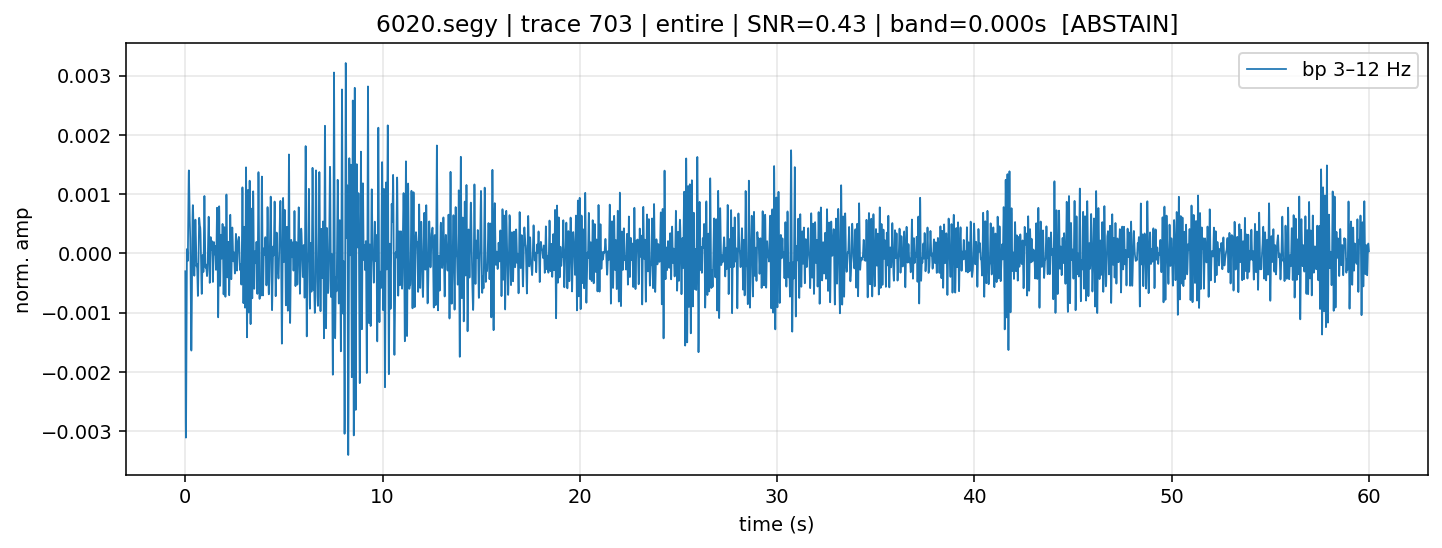 6020.segy | trace 703 | entire | SNR=0.43 | band=0.000s  [ABSTAIN]
bp 3–12 Hz
norm. amp
0.003
0.002
0.001
0.000
−0.001
−0.002
−0.003
0 10 20 30 40 50 60
time (s)